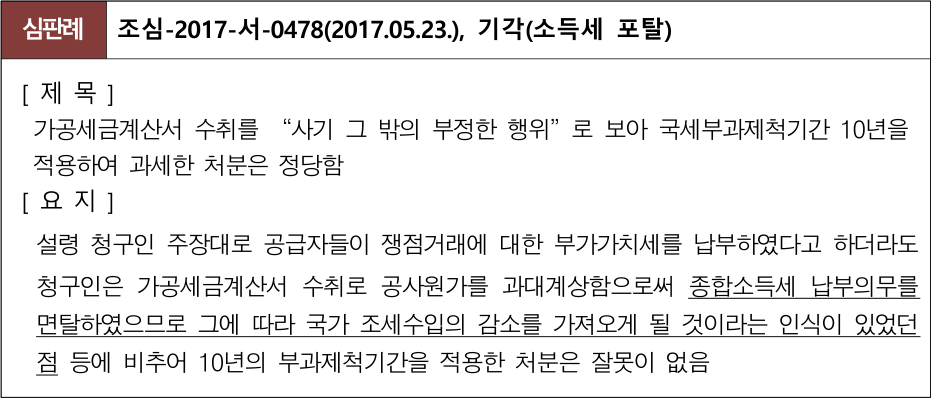 심판례 조심-2017-서-0478(2017.05.23.), 기각(소득세 포탈)
[ 제 목 ]
가공세금계산서 수취를 “사기 그 밖의 부정한 행위”로 보아 국세부과제척기간 10년을
적용하여 과세한 처분은 정당함
[ 요 지 ]
설령 청구인 주장대로 공급자들이 쟁점거래에 대한 부가가치세를 납부하였다고 하더라도
청구인은 가공세금계산서 수취로 공사원가를 과대계상함으로써 종합소득세 납부의무를
면탈하였으므로 그에 따라 국가 조세수입의 감소를 가져오게 될 것이라는 인식이 있었던
점 등에 비추어 10년의 부과제척기간을 적용한 처분은 잘못이 없음